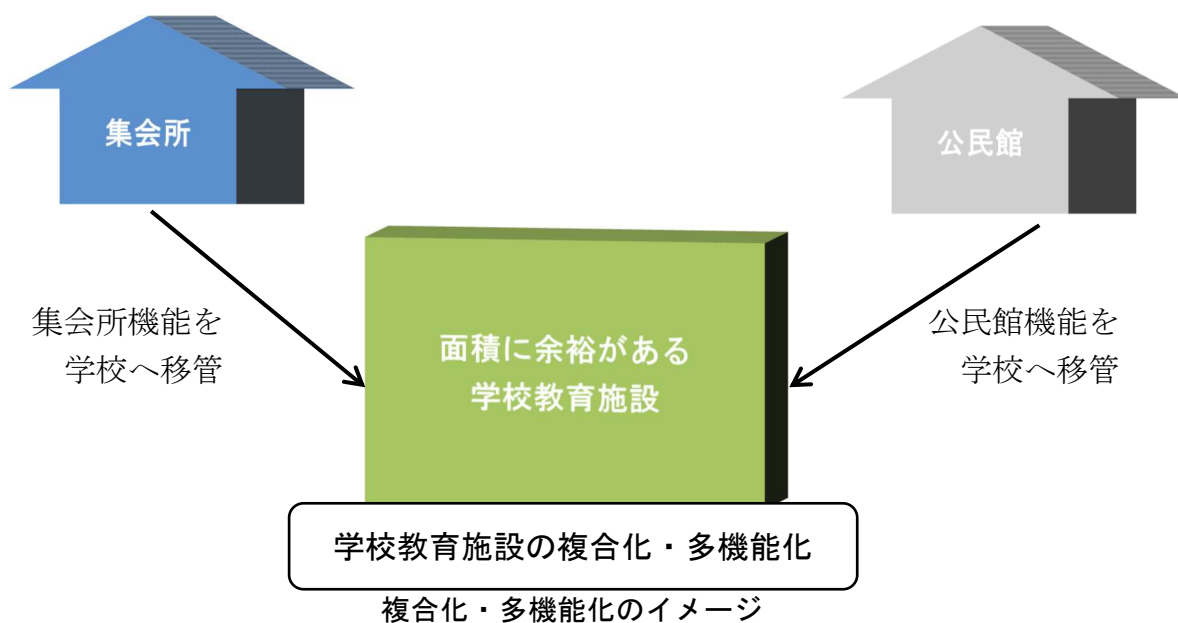 集会所
公民館
集会所機能を
学校へ移管
公民館機能を
学校へ移管
面積に余裕がある
学校教育施設
学校教育施設の複合化・多機能化
複合化・多機能化のイメージ